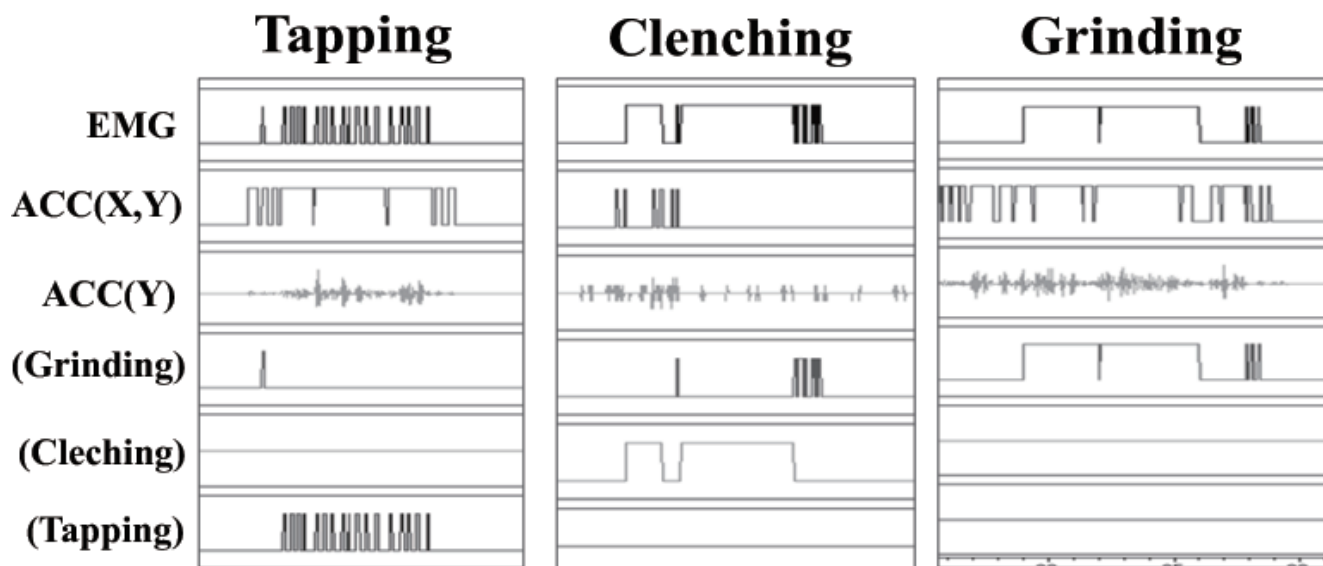 Tapping Clenching Grinding
EMG
ACC(X,Y)
ACC(Y)
(Grinding)
(Cleching)
(Tapping)